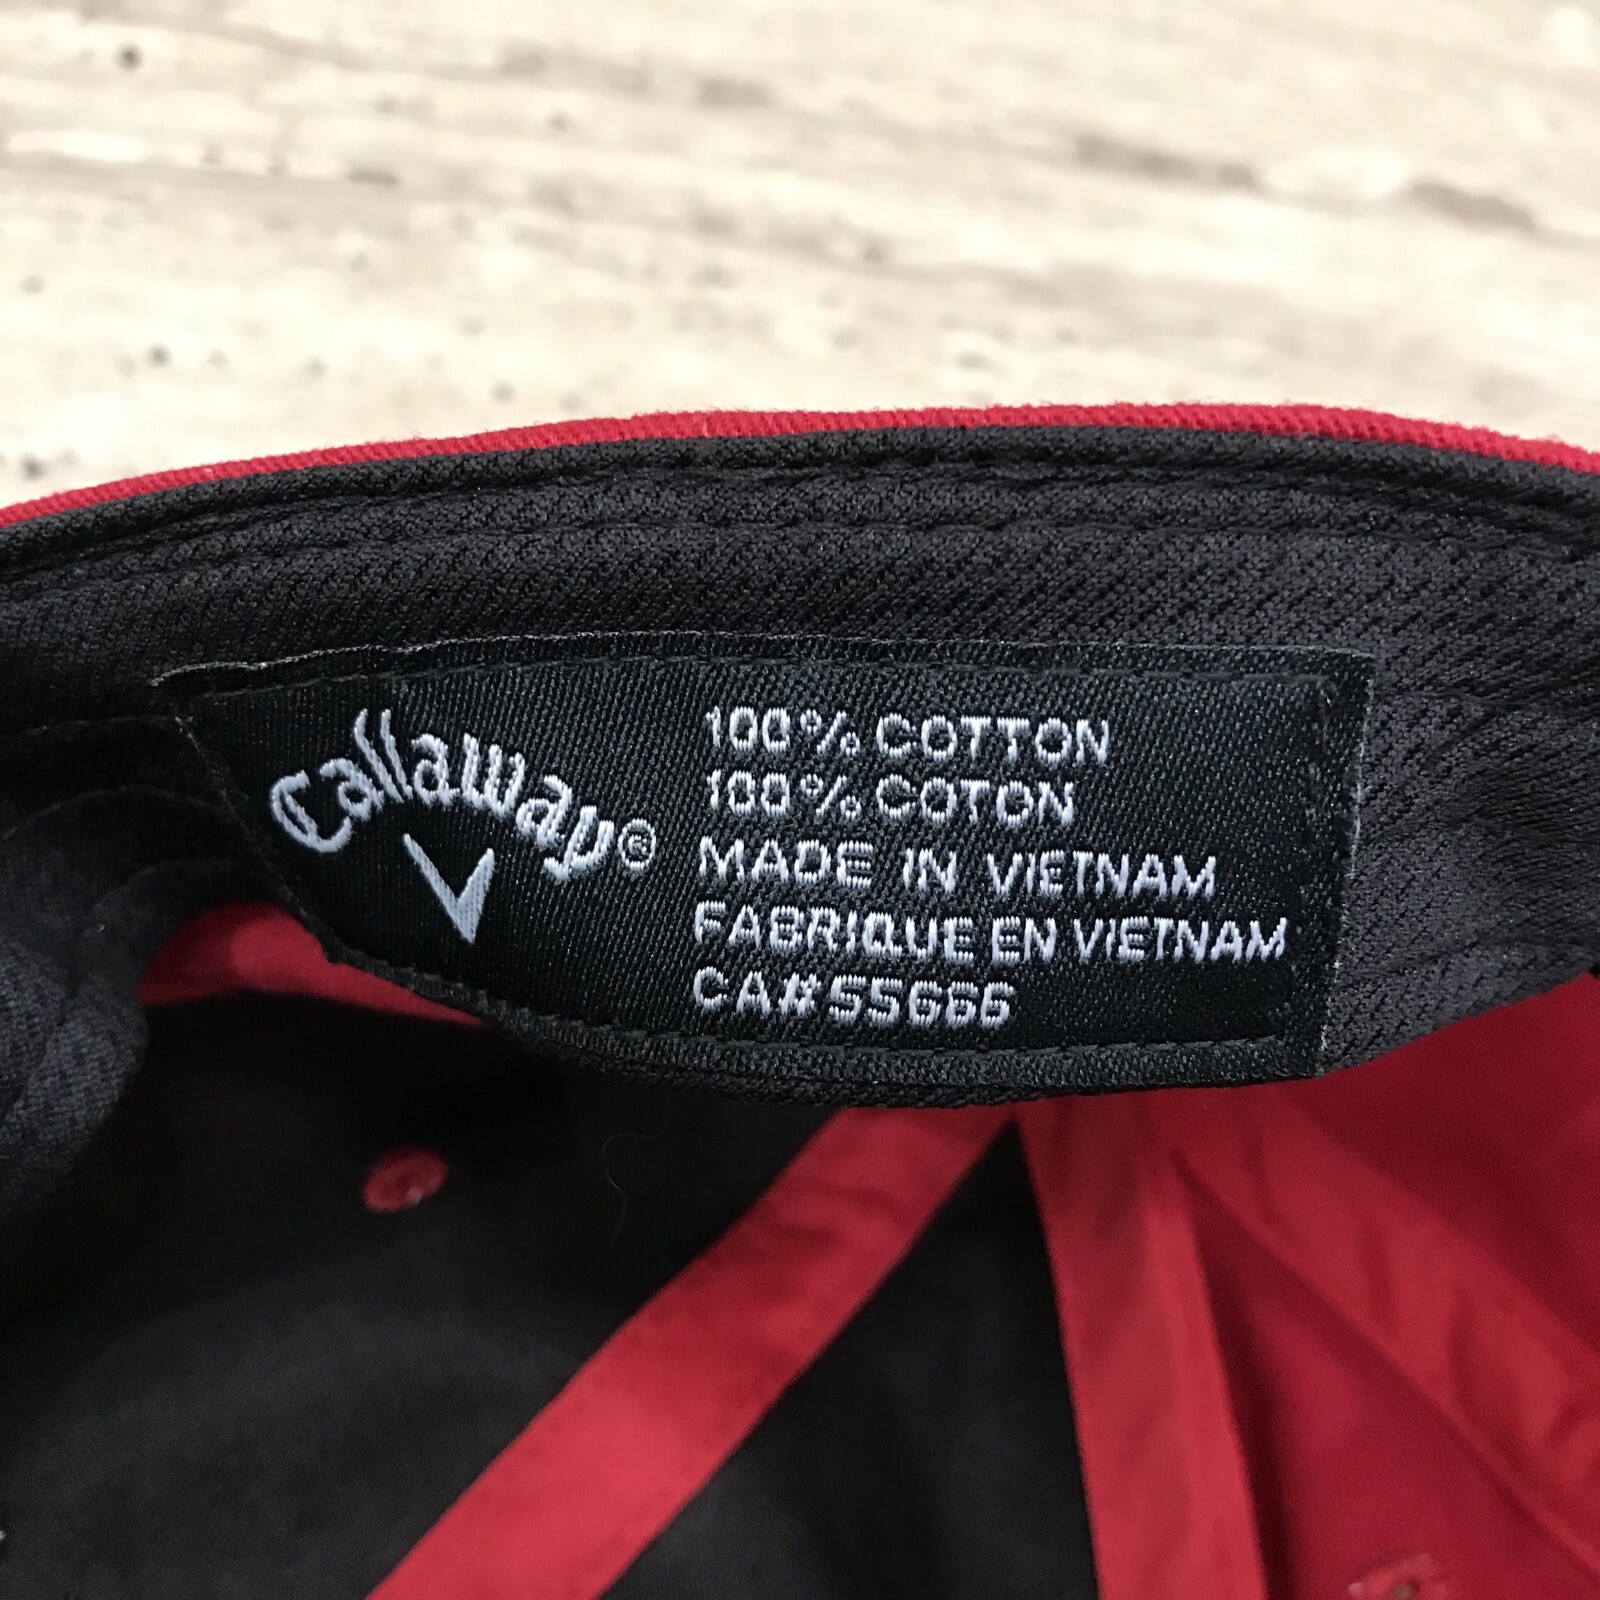 Callaway®
100% COTTON
100% COTON
MADE IN VIETNAM
FABRIQUE EN VIETNAM
CA#55666